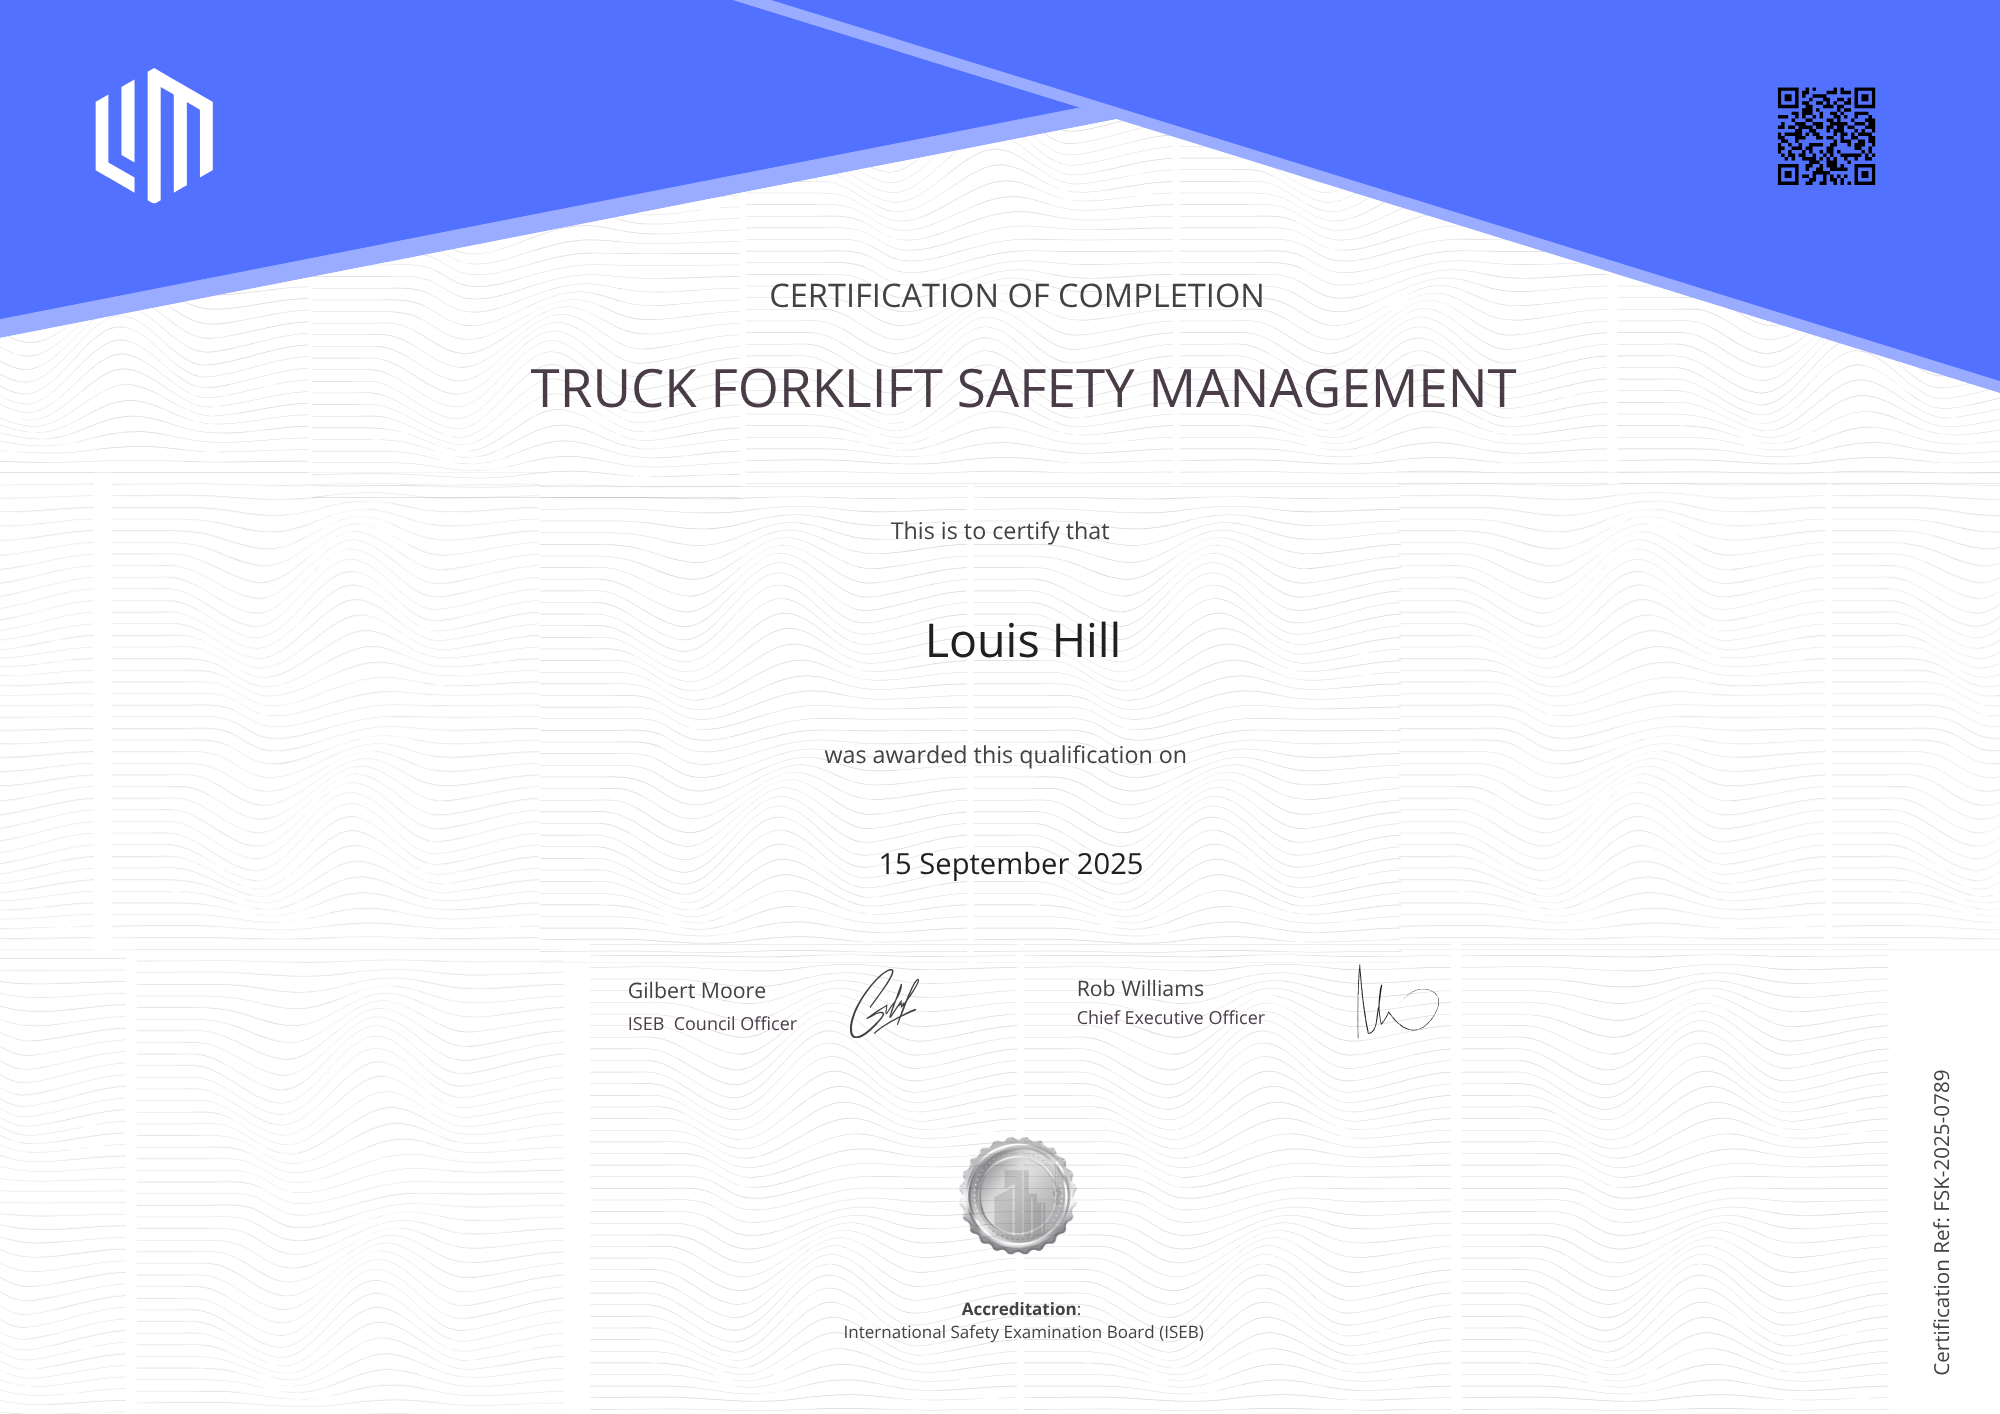 CERTIFICATION OF COMPLETION
TRUCK FORKLIFT SAFETY MANAGEMENT
This is to certify that
Louis Hill
was awarded this qualification on
15 September 2025
Gilbert Moore
ISEB  Council Officer
Rob Williams
Chief Executive Officer
Accreditation:
International Safety Examination Board (ISEB)
Certification Ref: FSK-2025-0789